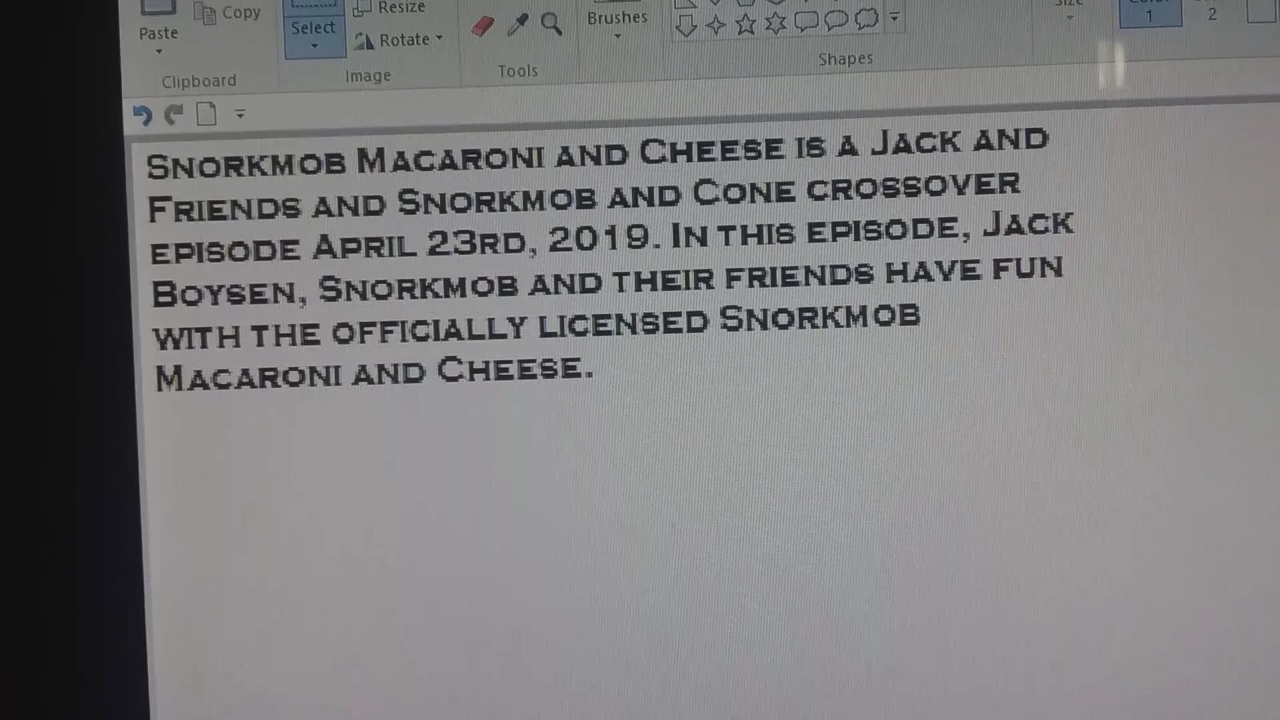 Copy
Resize
Paste
Select
Rotate
Brushes
1
2
Clipboard
Image
Tools
Shapes
Snorkmob Macaroni and Cheese is a Jack and
Friends and Snorkmob and Cone crossover
episode April 23rd, 2019. In this episode, Jack
Boysen, Snorkmob and their friends have fun
with the officially licensed Snorkmob
Macaroni and Cheese.